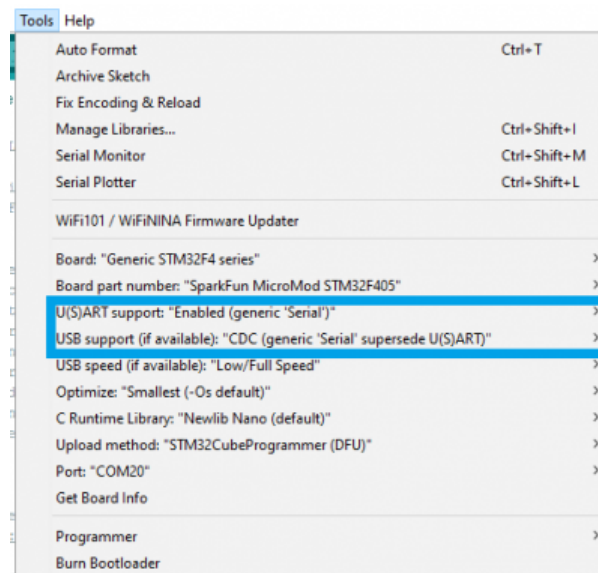 Tools Help
Auto Format Ctrl+T
Archive Sketch
Fix Encoding & Reload
Manage Libraries... Ctrl+Shift+I
Serial Monitor Ctrl+Shift+M
Serial Plotter Ctrl+Shift+L
WiFi101 / WiFiNINA Firmware Updater
Board: "Generic STM32F4 series"
Board part number: "SparkFun MicroMod STM32F405"
U(S)ART support: "Enabled (generic 'Serial')"
USB support (if available): "CDC (generic 'Serial' supersede U(S)ART)"
USB speed (if available): "Low/Full Speed"
Optimize: "Smallest (-Os default)"
C Runtime Library: "Newlib Nano (default)"
Upload method: "STM32CubeProgrammer (DFU)"
Port: "COM20"
Get Board Info
Programmer
Burn Bootloader